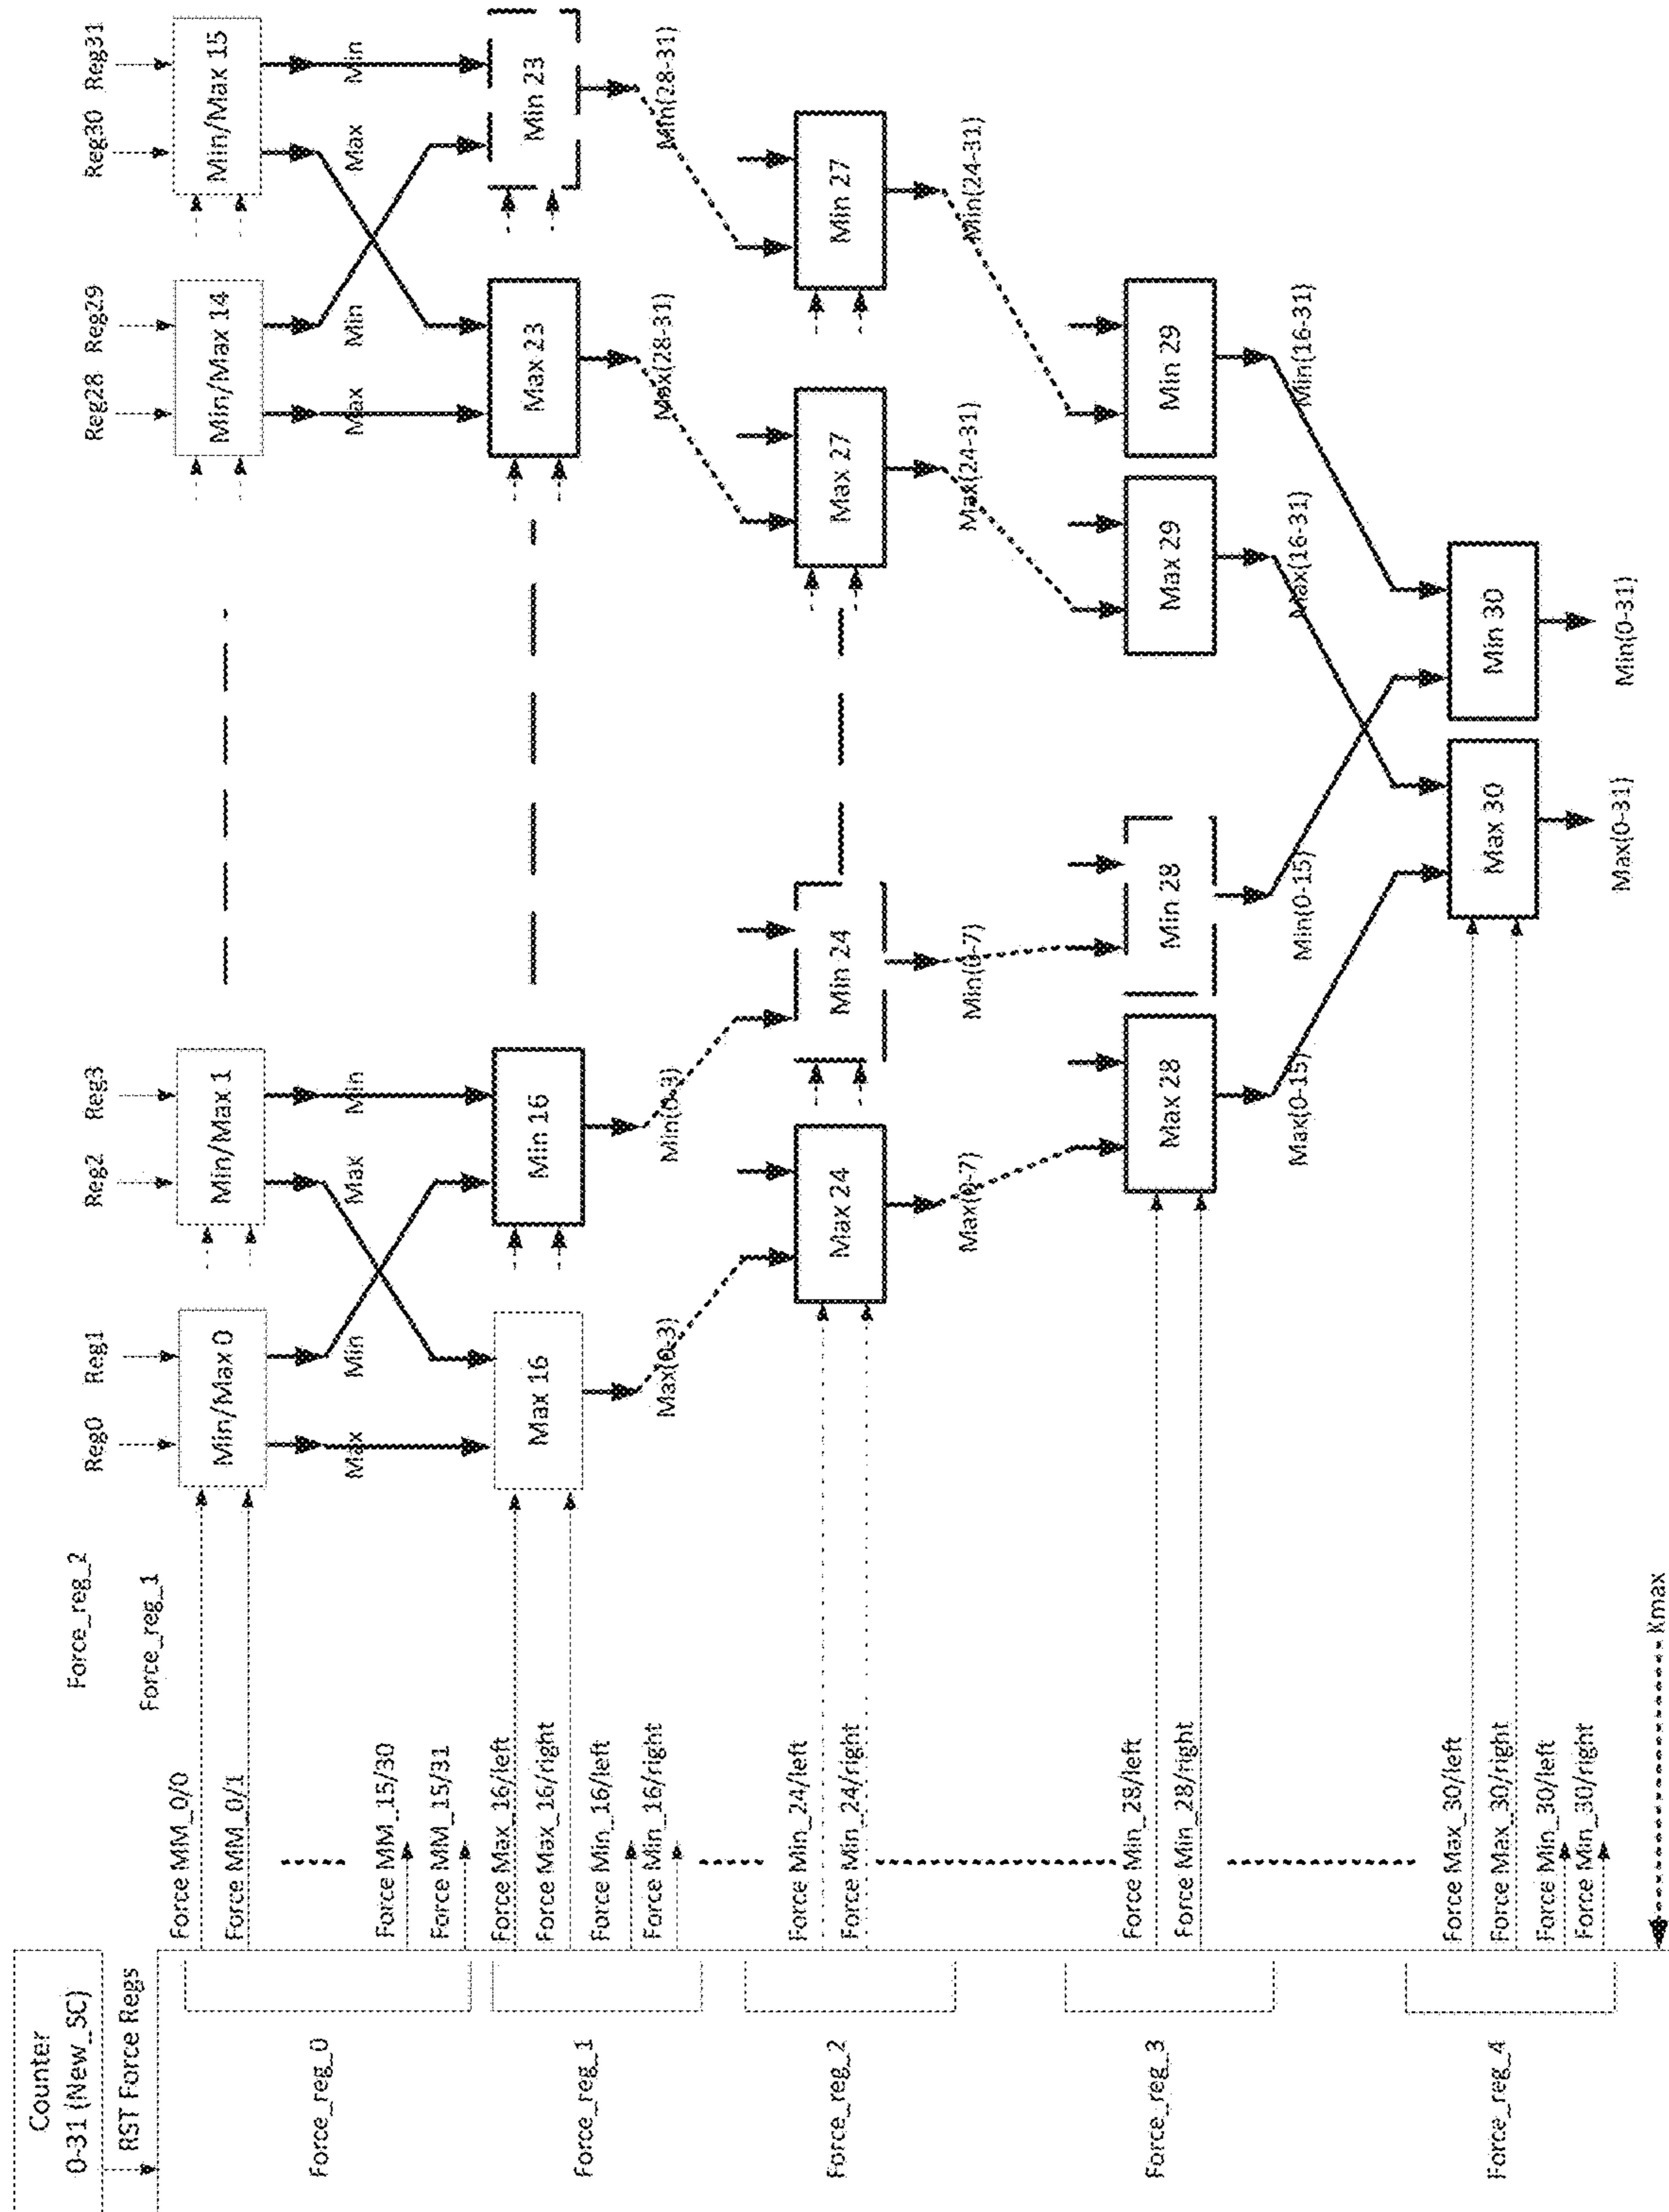 Counter
0-31 (New_SC)
RST Force Regs
Force_reg_2
Force_reg_1
Reg0
Reg1
Reg2
Reg3
Reg28
Reg29
Reg30
Reg31
Force_reg_0
Force MM_0/0
Force MM_0/1
Force MM_15/30
Force MM_15/31
Min/Max 0
Min/Max 1
Min/Max 14
Min/Max 15
Max
Min
Max
Min
Max
Min
Max
Min
Force_reg_1
Force Max_16/left
Force Max_16/right
Force Min_16/left
Force Min_16/right
Max 16
Min 16
Max 23
Min 23
Max(0-3)
Min(0-3)
Max(28-31)
Min(28-31)
Force_reg_2
Force Min_24/left
Force Min_24/right
Max 24
Min 24
Max 27
Min 27
Max(0-7)
Min(0-7)
Max(24-31)
Min(24-31)
Force_reg_3
Force Min_28/left
Force Min_28/right
Max 28
Min 28
Max 29
Min 29
Max(0-15)
Min(0-15)
Max(16-31)
Min(16-31)
Force_reg_4
Force Max_30/left
Force Max_30/right
Force Min_30/left
Force Min_30/right
Max 30
Min 30
Max(0-31)
Min(0-31)
Kmax